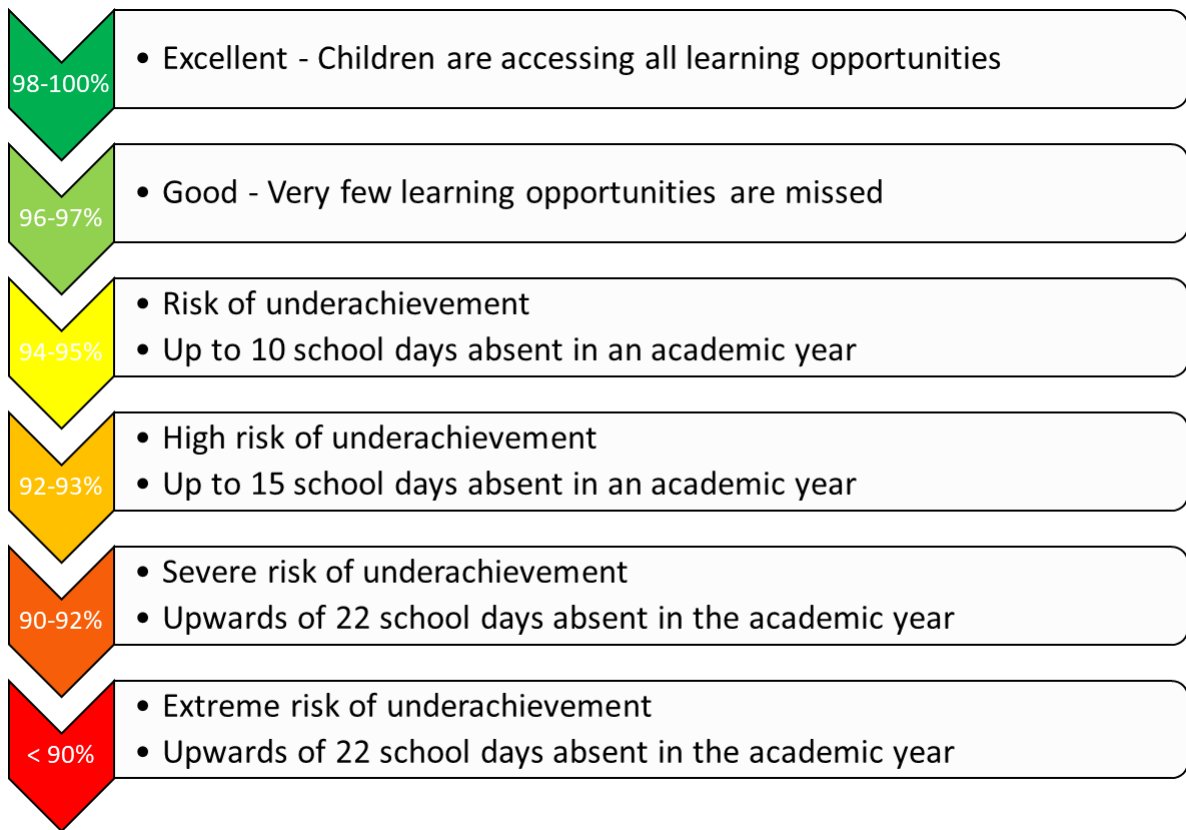 98-100%
• Excellent - Children are accessing all learning opportunities
96-97%
• Good - Very few learning opportunities are missed
94-95%
• Risk of underachievement
• Up to 10 school days absent in an academic year
92-93%
• High risk of underachievement
• Up to 15 school days absent in an academic year
90-92%
• Severe risk of underachievement
• Upwards of 22 school days absent in the academic year
< 90%
• Extreme risk of underachievement
• Upwards of 22 school days absent in the academic year